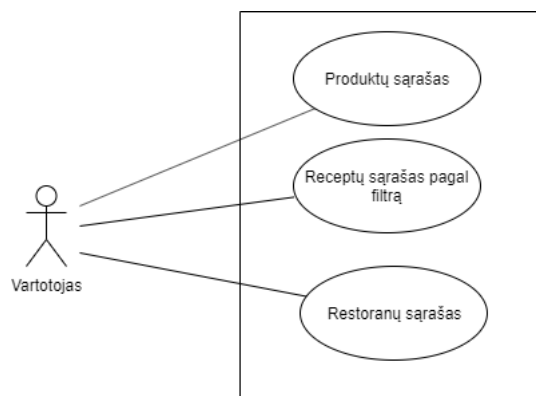 Produktų sąrašas
Receptų sąrašas pagal
filtrą
Vartotojas
Restoranų sąrašas